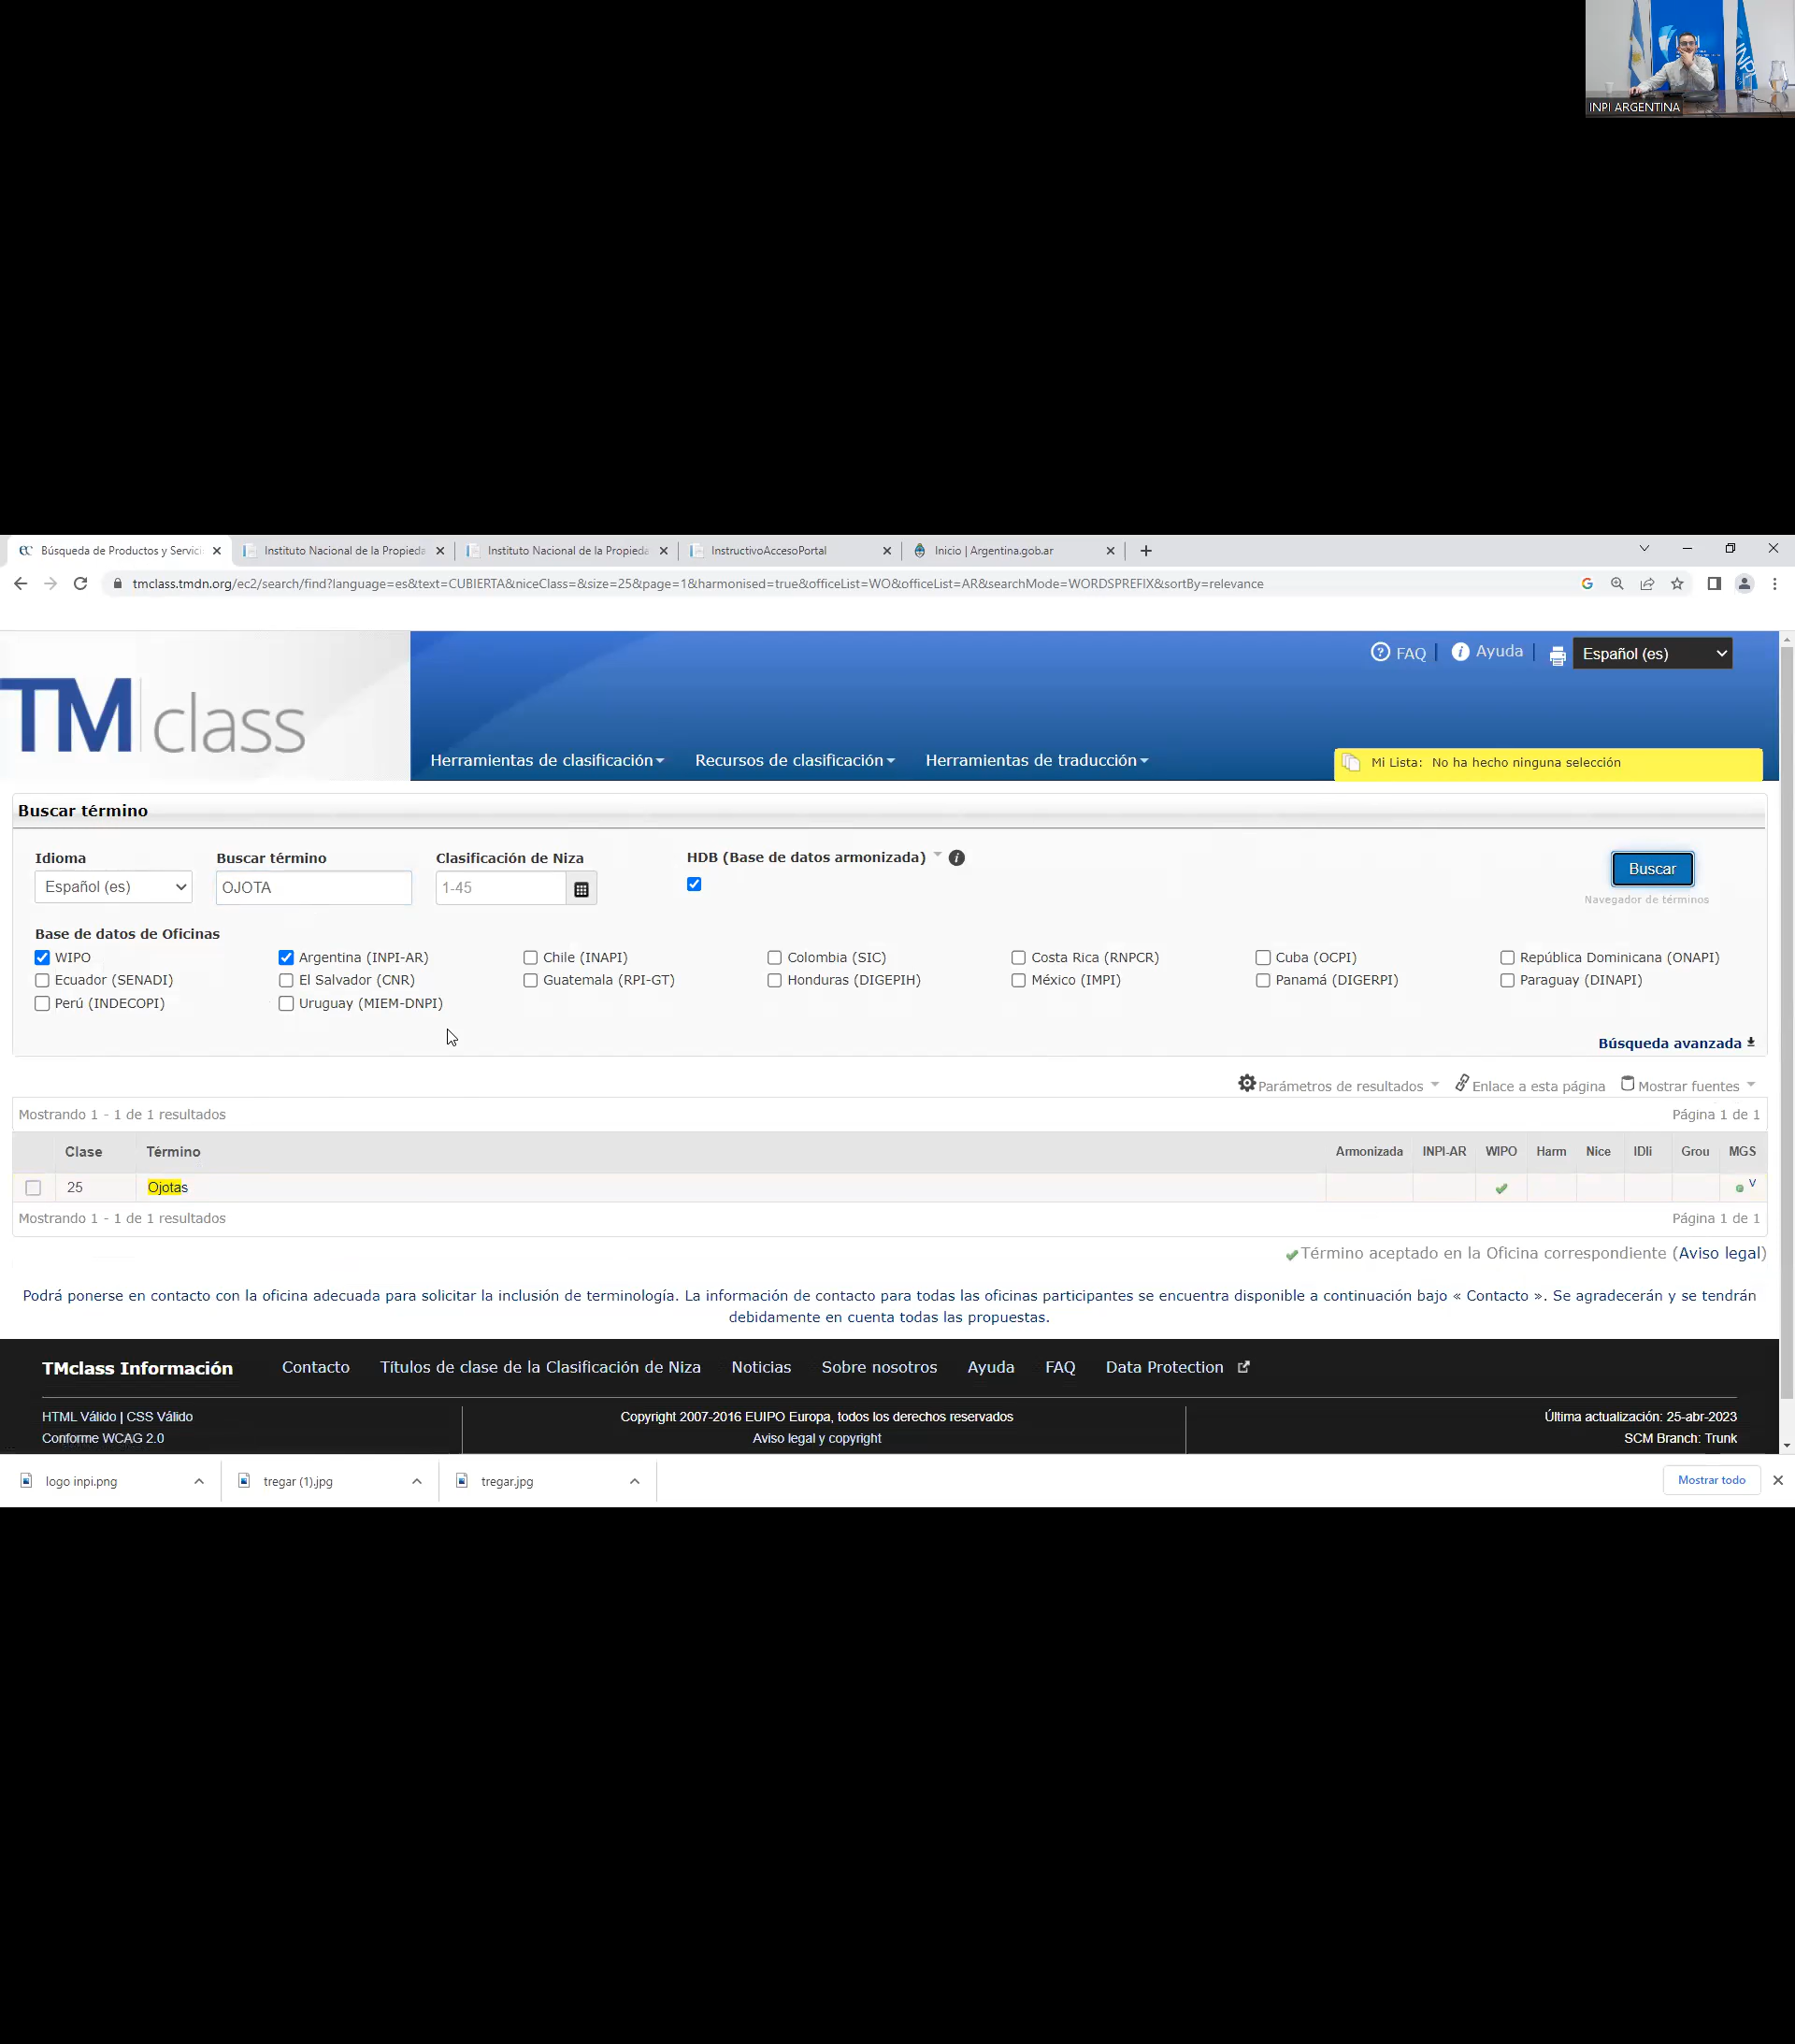 INPI
INPI ARGENTINA
Búsqueda de Productos y Servici
Instituto Nacional de la Propieda
Instituto Nacional de la Propieda
InstructivoAccesoPortal
Inicio | Argentina.gob.ar
tmclass.tmdn.org/ec2/search/find?language=es&text=CUBIERTA&niceClass=&size=25&page=1&harmonised=true&officeList=WO&officeList=AR&searchMode=WORDSPREFIX&sortBy=relevance
FAQ | Ayuda | Español (es)
TM class
Herramientas de clasificación Recursos de clasificación Herramientas de traducción
Mi Lista: No ha hecho ninguna selección
Buscar término
Idioma Buscar término Clasificación de Niza HDB (Base de datos armonizada)
Español (es) OJOTA 1-45 Buscar
Navegador de términos
Base de datos de Oficinas
WIPO Argentina (INPI-AR) Chile (INAPI) Colombia (SIC) Costa Rica (RNPCR) Cuba (OCPI) República Dominicana (ONAPI)
Ecuador (SENADI) El Salvador (CNR) Guatemala (RPI-GT) Honduras (DIGEPIH) México (IMPI) Panamá (DIGERPI) Paraguay (DINAPI)
Perú (INDECOPI) Uruguay (MIEM-DNPI)
Búsqueda avanzada
Parámetros de resultados Enlace a esta página Mostrar fuentes
Mostrando 1 - 1 de 1 resultados Página 1 de 1
Clase Término Armonizada INPI-AR WIPO Harm Nice IDli Grou MGS
25 Ojotas V
Mostrando 1 - 1 de 1 resultados Página 1 de 1
Término aceptado en la Oficina correspondiente (Aviso legal)
Podrá ponerse en contacto con la oficina adecuada para solicitar la inclusión de terminología. La información de contacto para todas las oficinas participantes se encuentra disponible a continuación bajo « Contacto ». Se agradecerán y se tendrán
debidamente en cuenta todas las propuestas.
TMclass Información Contacto Títulos de clase de la Clasificación de Niza Noticias Sobre nosotros Ayuda FAQ Data Protection
HTML Válido | CSS Válido Copyright 2007-2016 EUIPO Europa, todos los derechos reservados Última actualización: 25-abr-2023
Conforme WCAG 2.0 Aviso legal y copyright SCM Branch: Trunk
logo inpi.png tregar (1).jpg tregar.jpg Mostrar todo